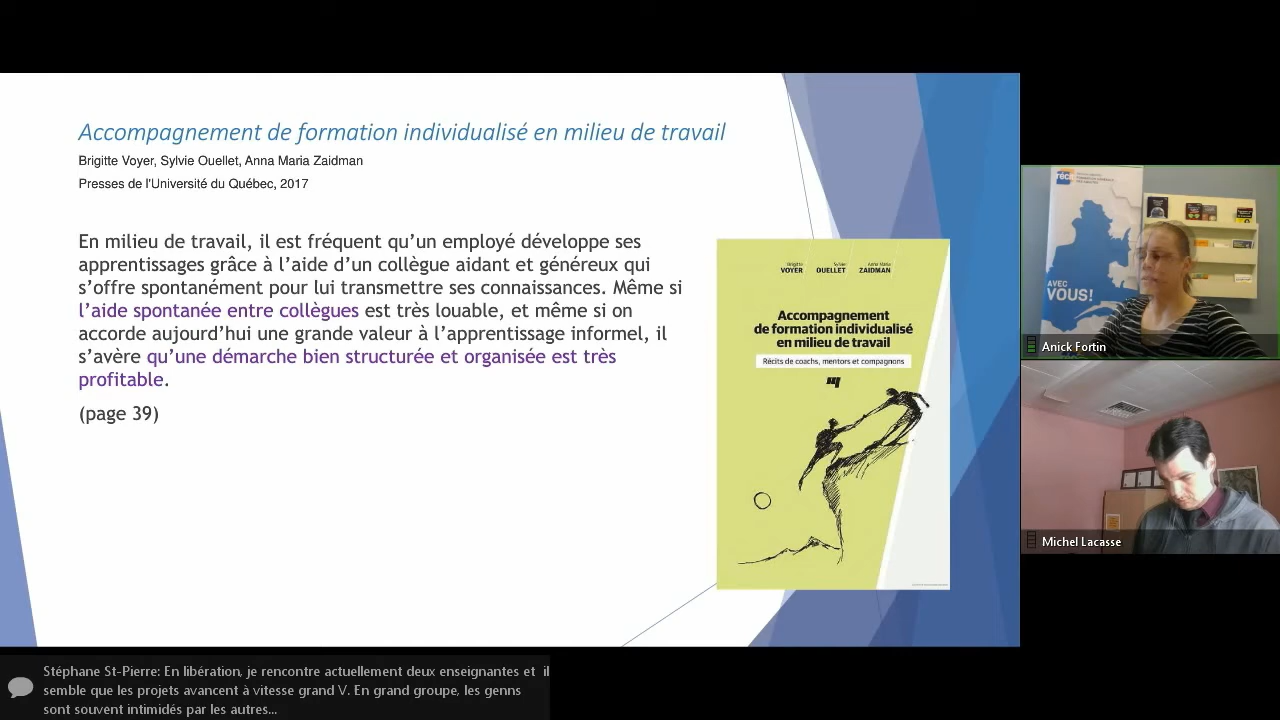 Accompagnement de formation individualisé en milieu de travail
Brigitte Voyer, Sylvie Ouellet, Anna Maria Zaidman
Presses de l'Université du Québec, 2017
En milieu de travail, il est fréquent qu’un employé développe ses
apprentissages grâce à l’aide d’un collègue aidant et généreux qui
s’offre spontanément pour lui transmettre ses connaissances. Même si
l’aide spontanée entre collègues est très louable, et même si on
accorde aujourd’hui une grande valeur à l’apprentissage informel, il
s’avère qu’une démarche bien structurée et organisée est très
profitable.
(page 39)
Brigitte VOYER
Sylvie OUELLET
Anna Maria ZAIDMAN
Accompagnement
de formation individualisé
en milieu de travail
Récits de coachs, mentors et compagnons
récit
AVEC
VOUS!
Anick Fortin
Michel Lacasse
Stéphane St-Pierre: En libération, je rencontre actuellement deux enseignantes et il
semble que les projets avancent à vitesse grand V. En grand groupe, les genns
sont souvent intimidés par les autres...